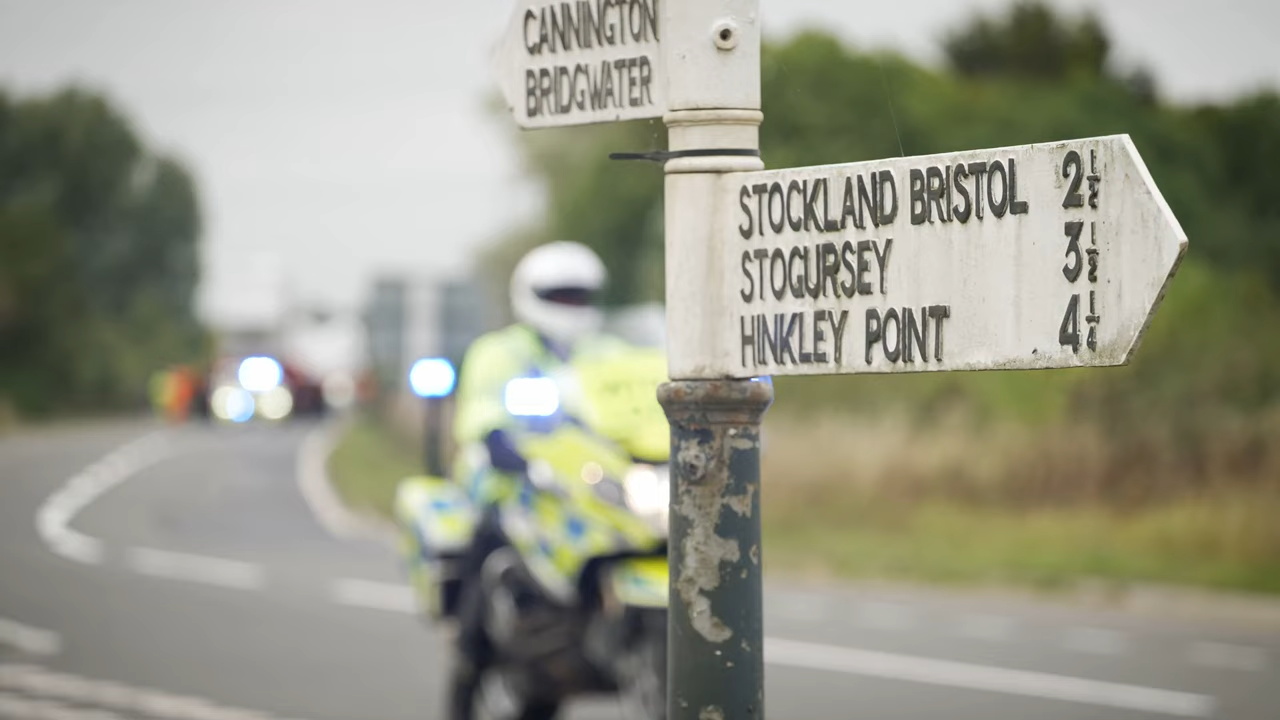 CANNINGTON
BRIDGWATER
STOCKLAND BRISTOL 2½
STOGURSEY 3½
HINKLEY POINT 4¼